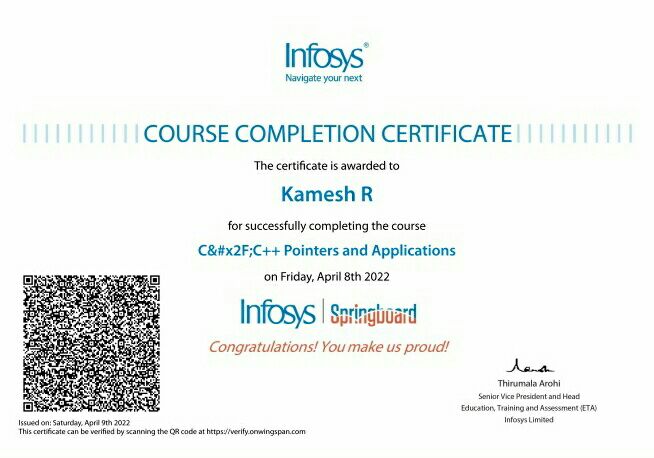 Infosys®
Navigate your next
COURSE COMPLETION CERTIFICATE
The certificate is awarded to
Kamesh R
for successfully completing the course
C&#x2F;C++ Pointers and Applications
on Friday, April 8th 2022
Infosys | Springboard
Congratulations! You make us proud!
Thirumala Arohi
Senior Vice President and Head
Education, Training and Assessment (ETA)
Infosys Limited
Issued on: Saturday, April 9th 2022
This certificate can be verified by scanning the QR code at https://verify.onwingspan.com